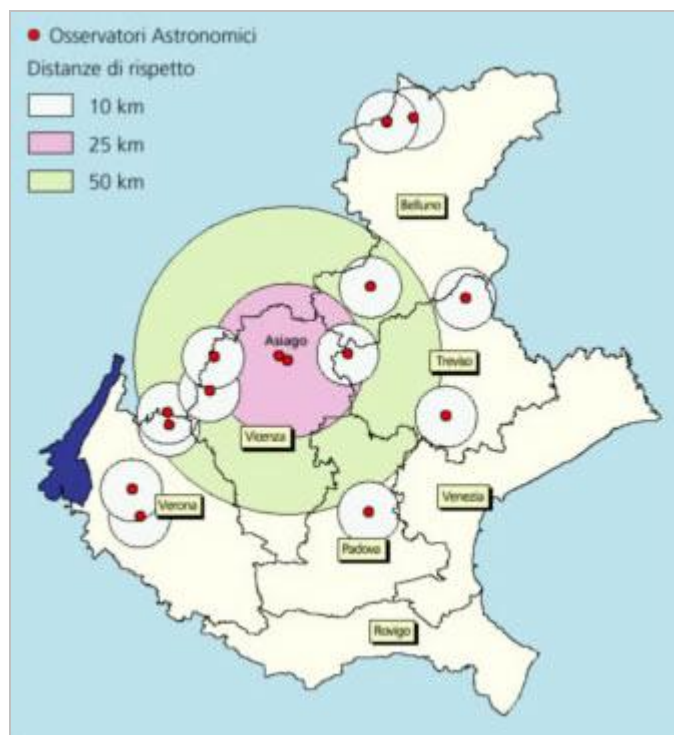 Osservatori Astronomici
Distanze di rispetto
10 km
25 km
50 km
Belluno
Asiago
Treviso
Vicenza
Verona
Venezia
Padova
Rovigo